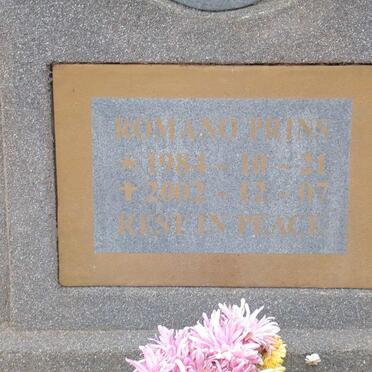 ROMANO PRINS
* 1984 - 10 - 21
✝ 2002 - 12 - 07
REST IN PEACE